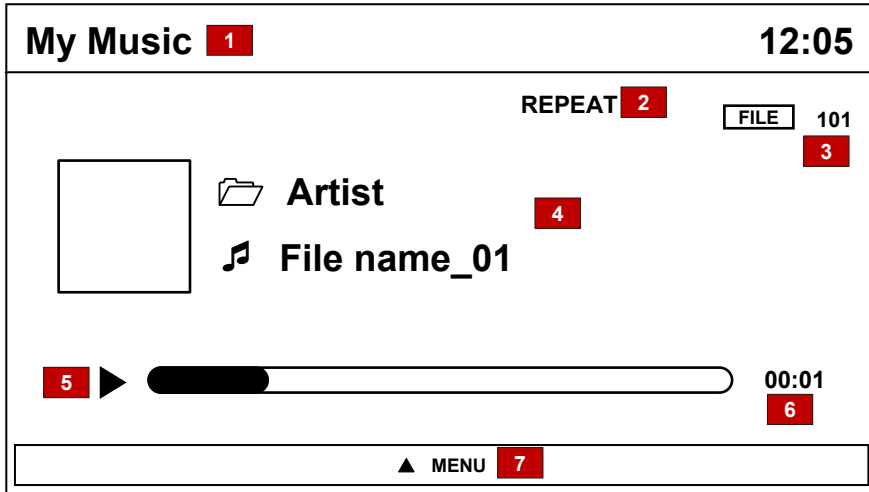 My Music 1 12:05
REPEAT 2
FILE 101
3
Artist
4
File name_01
5 00:01
6
MENU 7